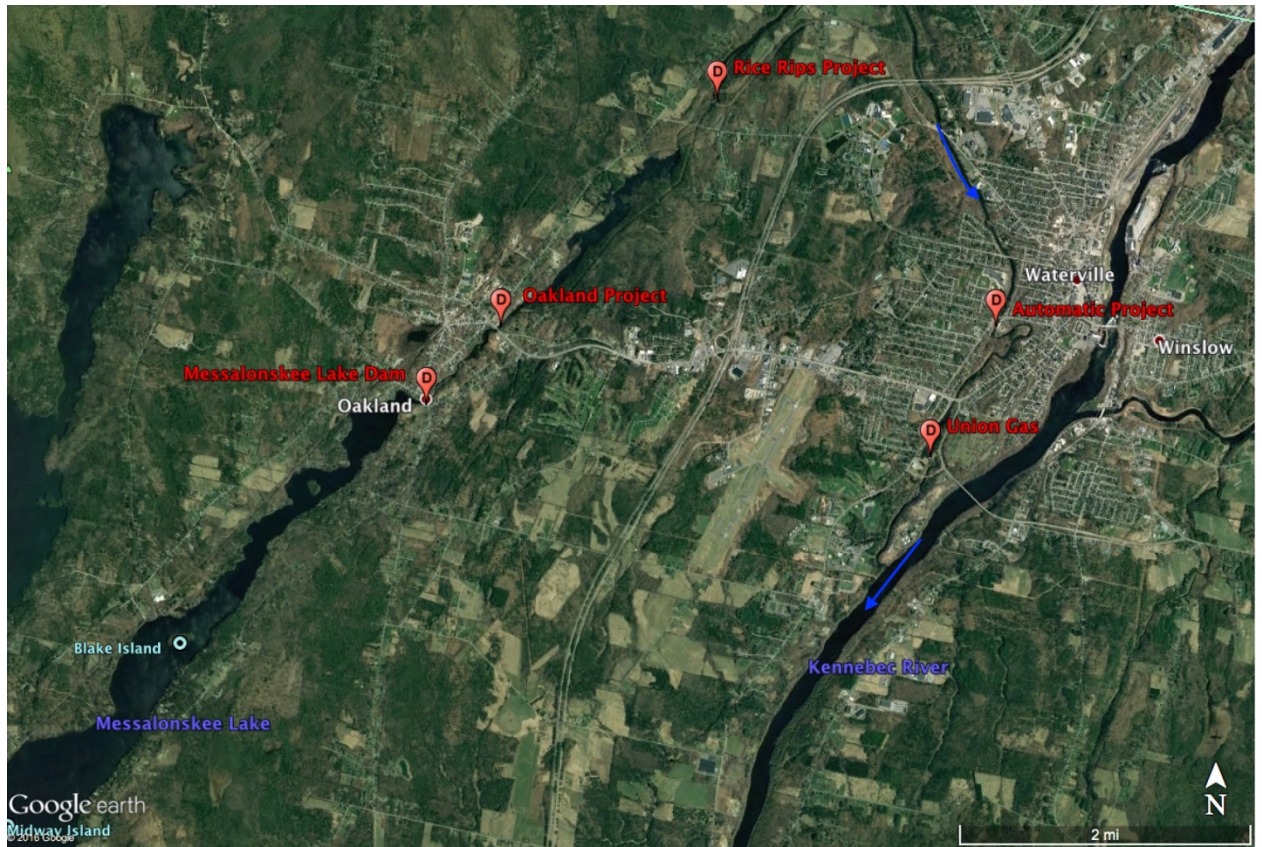 D Rice Rips Project
Waterville
D Oakland Project
D Automatic Project
Winslow
Messalonskee Lake Dam D
Oakland
D Union Gas
Blake Island
Kennebec River
Messalonskee Lake
Google earth
N
Midway Island
© 2016 Google
2 mi